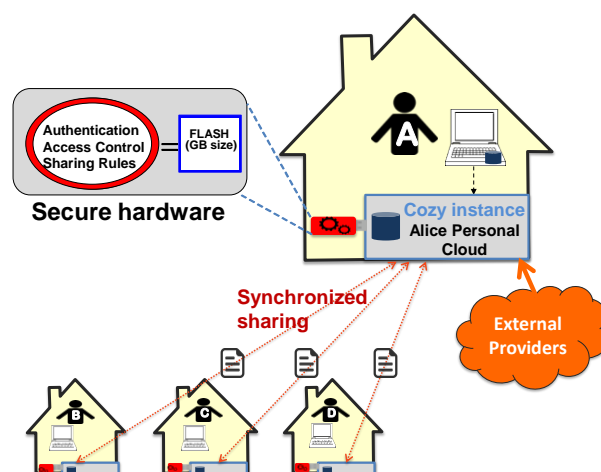 Authentication
Access Control
Sharing Rules
FLASH
(GB size)
Secure hardware
A
Cozy instance
Alice Personal
Cloud
Synchronized
sharing
External
Providers
B
C
D